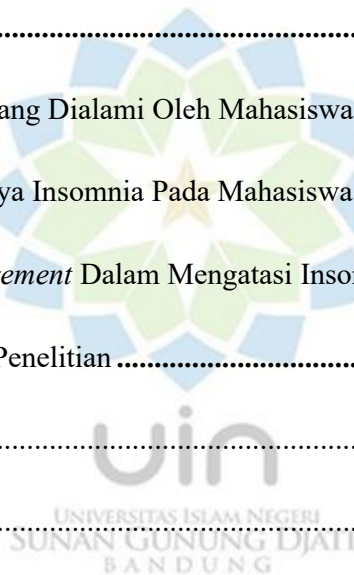 ..............................................
ang Dialami Oleh Mahasiswa
ya Insomnia Pada Mahasiswa
ement Dalam Mengatasi Inso
Penelitian ..............................
..............................................
uin
..............................................
UNIVERSITAS ISLAM NEGERI
SUNAN GUNUNG DJATI
BANDUNG